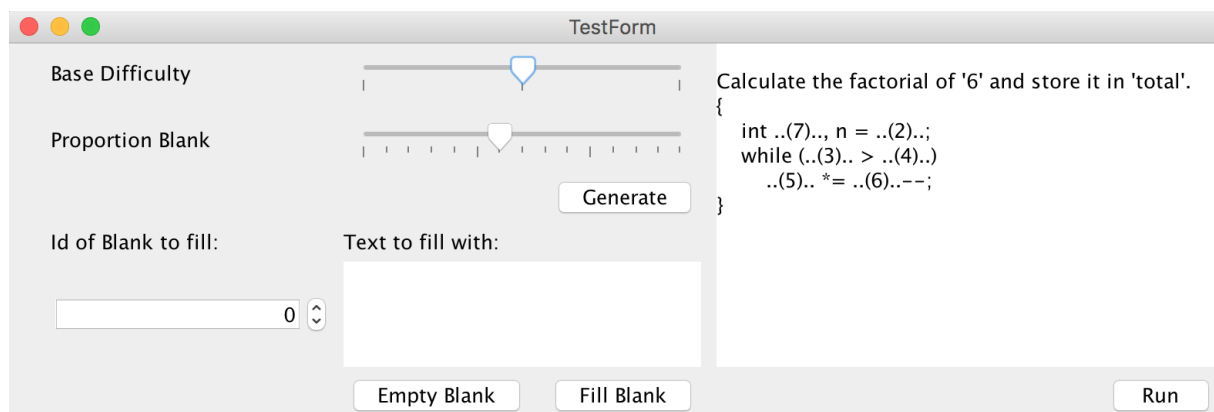 TestForm
Base Difficulty
Proportion Blank
Generate
Id of Blank to fill:
Text to fill with:
0
Empty Blank
Fill Blank
Calculate the factorial of '6' and store it in 'total'.
{
int ..(7).., n = ..(2)..;
while (..(3).. > ..(4)..)
..(5).. *= ..(6)..--;
}
Run